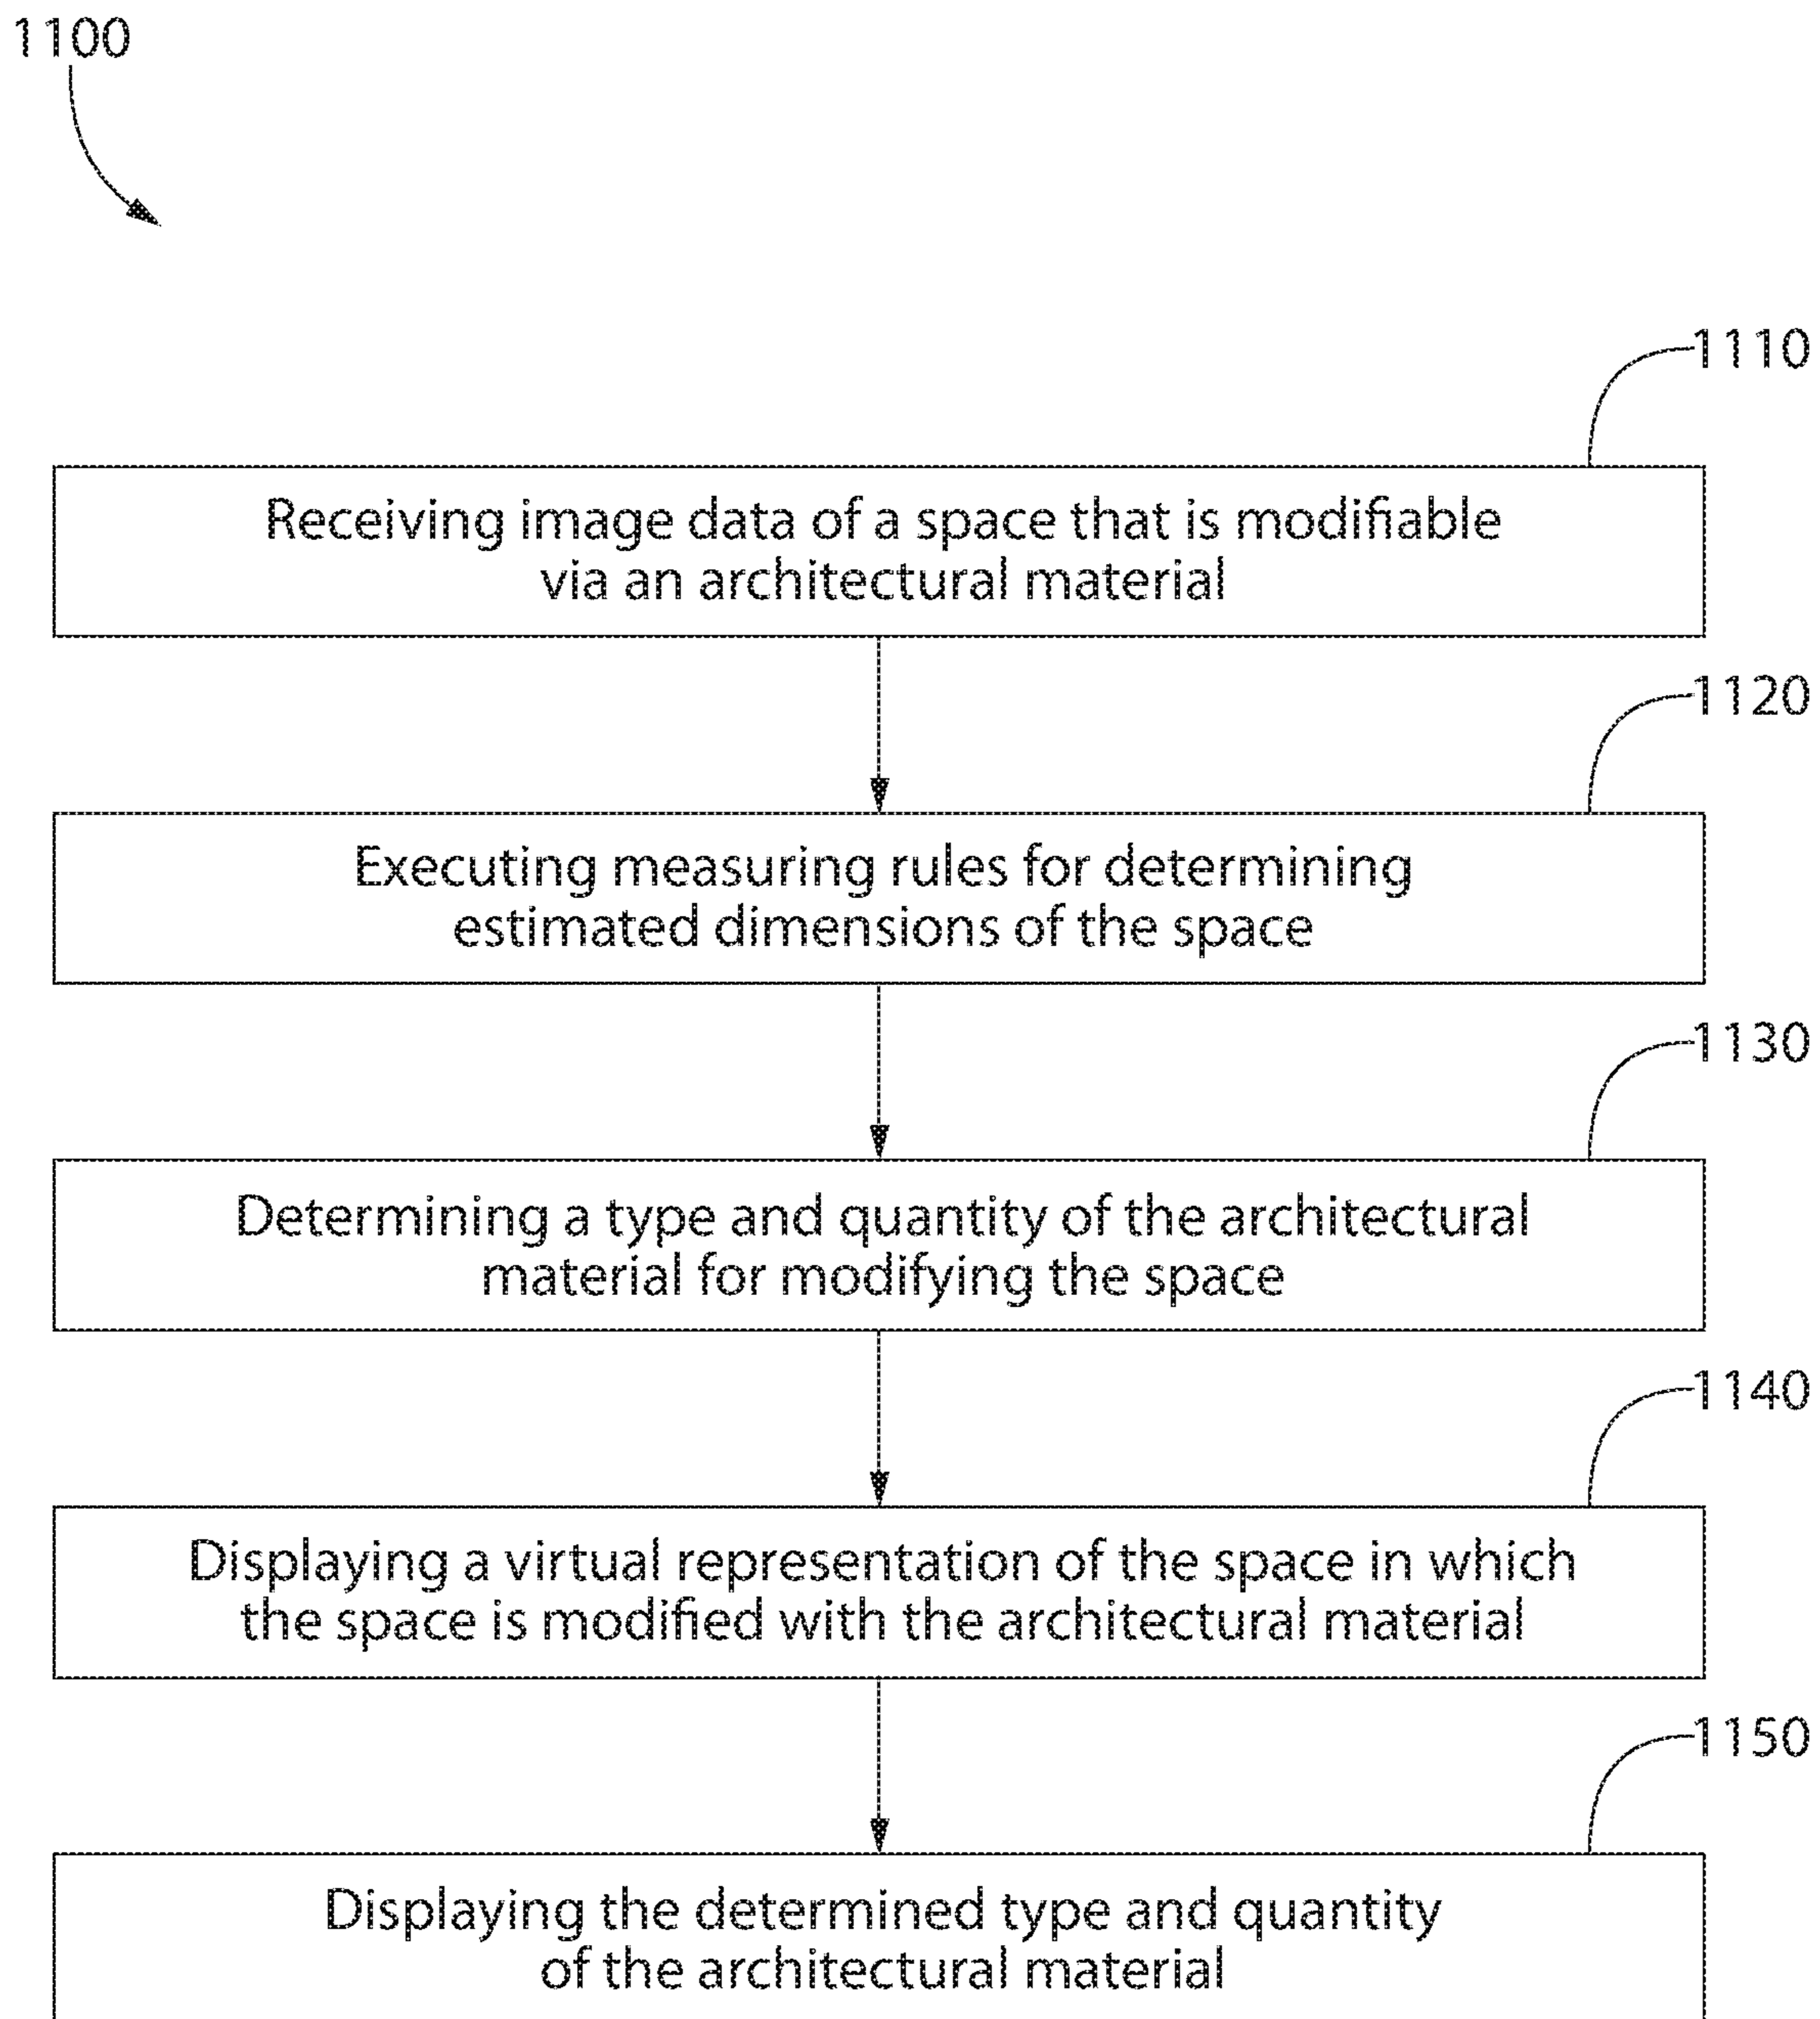 1100
1110
Receiving image data of a space that is modifiable
via an architectural material
1120
Executing measuring rules for determining
estimated dimensions of the space
1130
Determining a type and quantity of the architectural
material for modifying the space
1140
Displaying a virtual representation of the space in which
the space is modified with the architectural material
1150
Displaying the determined type and quantity
of the architectural material